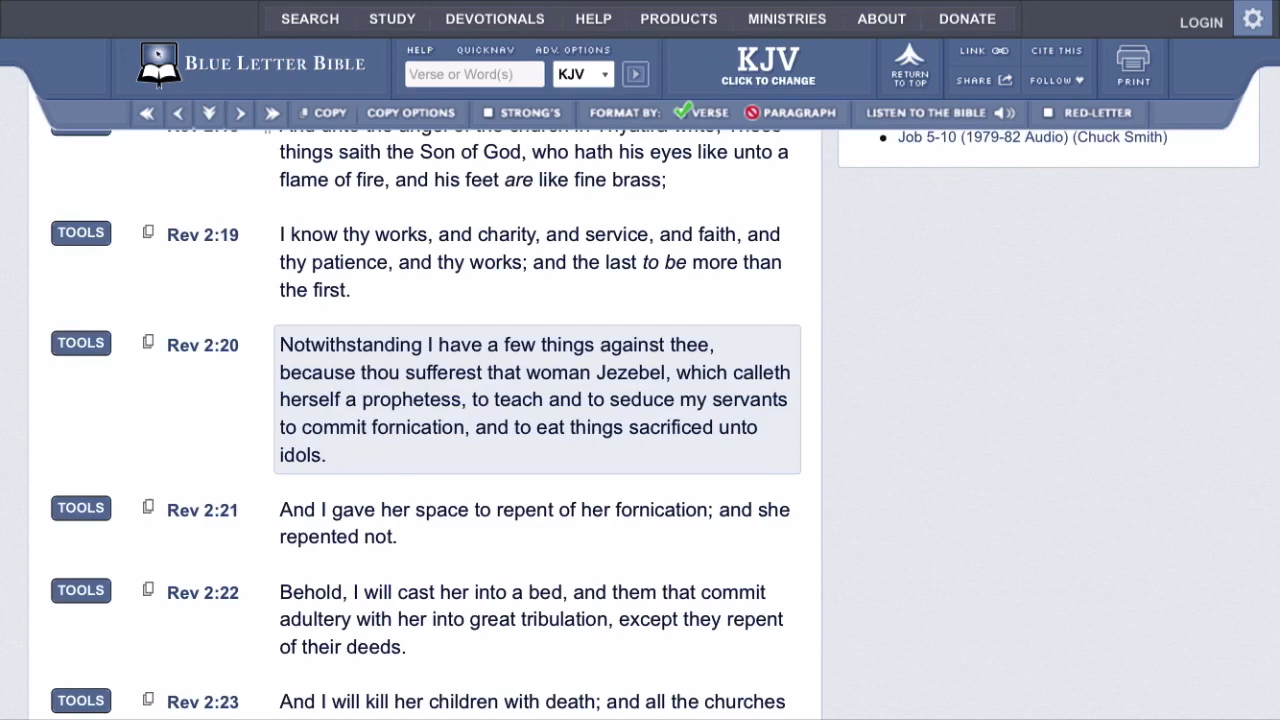 SEARCH STUDY DEVOTIONALS HELP PRODUCTS MINISTRIES ABOUT DONATE LOGIN
BLUE LETTER BIBLE
HELP QUICKNAV ADV. OPTIONS
Verse or Word(s) KJV
KJV
CLICK TO CHANGE
RETURN
TO TOP
LINK CITE THIS
SHARE FOLLOW
PRINT
COPY COPY OPTIONS STRONG'S FORMAT BY: VERSE PARAGRAPH LISTEN TO THE BIBLE RED-LETTER
Job 5-10 (1979-82 Audio) (Chuck Smith)
things saith the Son of God, who hath his eyes like unto a
flame of fire, and his feet are like fine brass;
TOOLS Rev 2:19 I know thy works, and charity, and service, and faith, and
thy patience, and thy works; and the last to be more than
the first.
TOOLS Rev 2:20 Notwithstanding I have a few things against thee,
because thou sufferest that woman Jezebel, which calleth
herself a prophetess, to teach and to seduce my servants
to commit fornication, and to eat things sacrificed unto
idols.
TOOLS Rev 2:21 And I gave her space to repent of her fornication; and she
repented not.
TOOLS Rev 2:22 Behold, I will cast her into a bed, and them that commit
adultery with her into great tribulation, except they repent
of their deeds.
TOOLS Rev 2:23 And I will kill her children with death; and all the churches